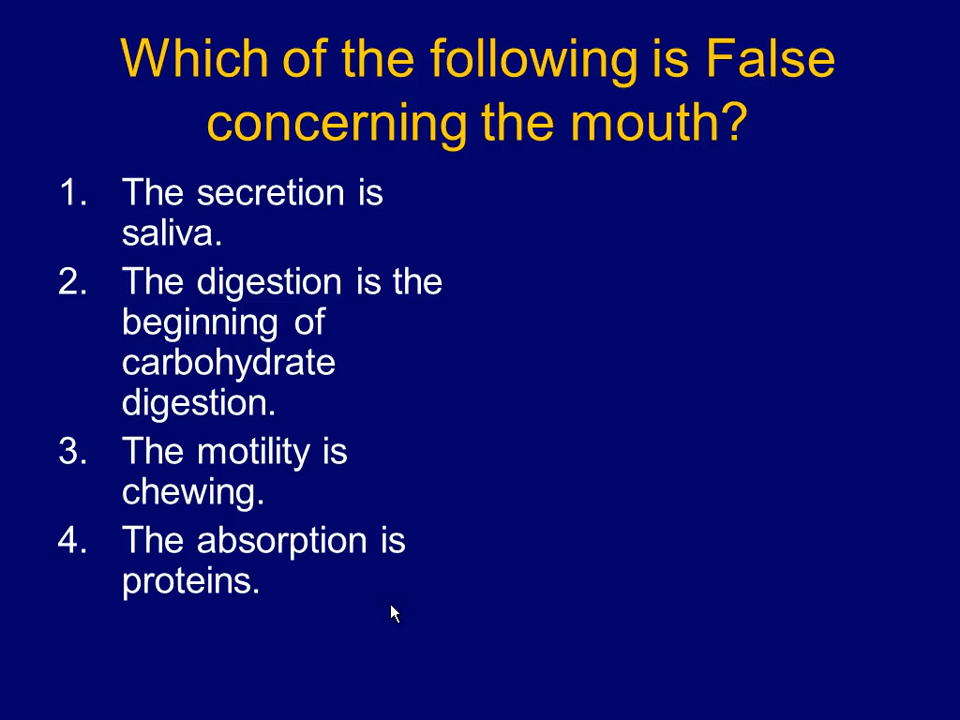 Which of the following is False
concerning the mouth?
1. The secretion is
saliva.
2. The digestion is the
beginning of
carbohydrate
digestion.
3. The motility is
chewing.
4. The absorption is
proteins.